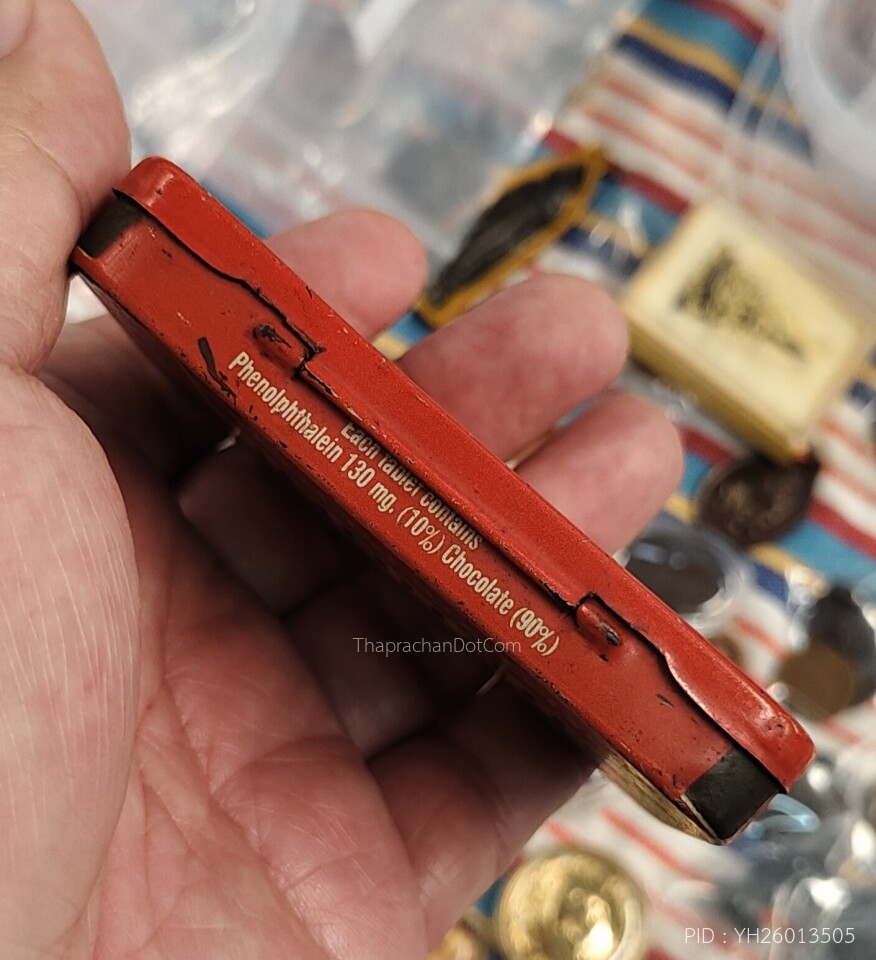 Each tablet contains
Phenolphthalein 130 mg. (10%) Chocolate (90%)
ThaprachanDotCom
PID : YH26013505